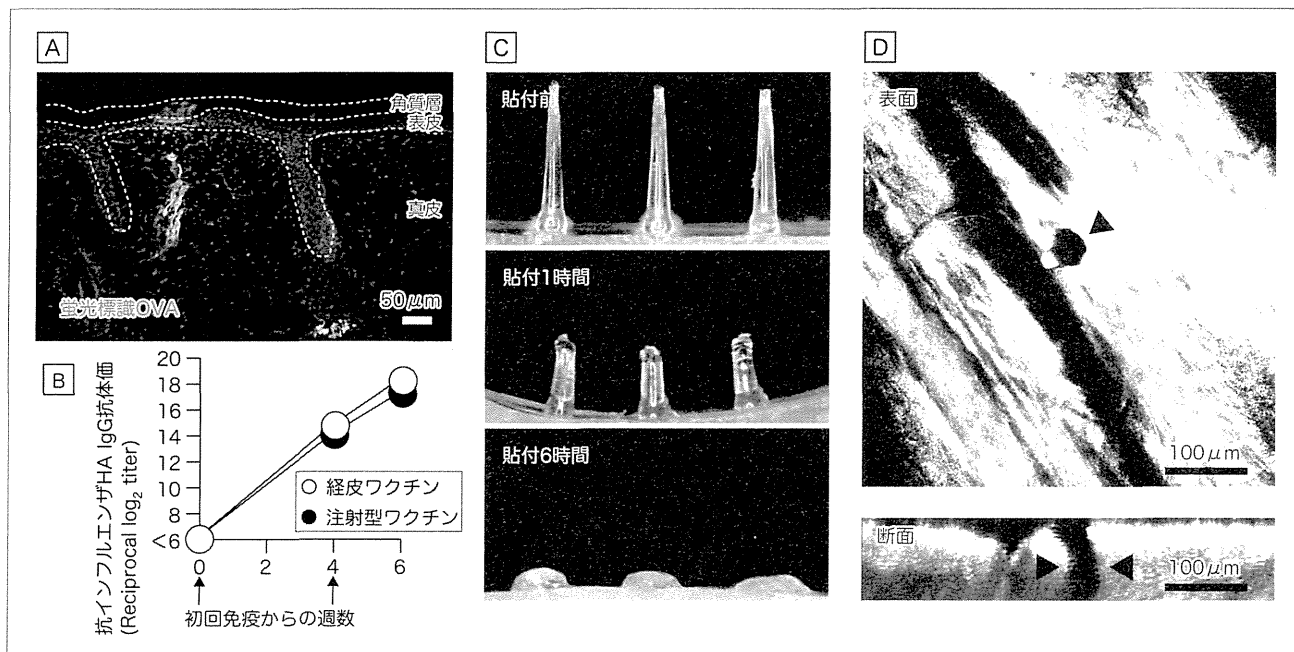 A
角質層
表皮
真皮
蛍光標識OVA
50μm
B
抗インフルエンザHA IgG抗体価
(Reciprocal log₂ titer)
20
18
16
14
12
10
8
<6
○ 経皮ワクチン
● 注射型ワクチン
0 2 4 6
初回免疫からの週数
C
貼付前
貼付1時間
貼付6時間
D
表面
100μm
断面
100μm